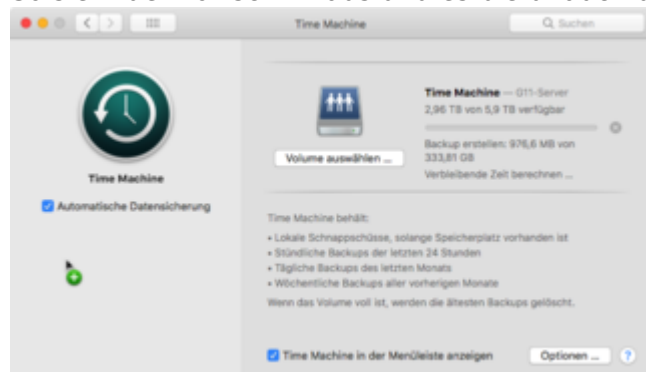 Time Machine
Suchen
Time Machine
Automatische Datensicherung
Time Machine — G11-Server
2,96 TB von 5,9 TB verfügbar
Backup erstellen: 976,6 MB von
333,81 GB
Verbleibende Zeit berechnen ...
Volume auswählen ...
Time Machine behält:
• Lokale Schnappschüsse, solange Speicherplatz vorhanden ist
• Stündliche Backups der letzten 24 Stunden
• Tägliche Backups des letzten Monats
• Wöchentliche Backups aller vorherigen Monate
Wenn das Volume voll ist, werden die ältesten Backups gelöscht.
Time Machine in der Menüleiste anzeigen
Optionen ...
?